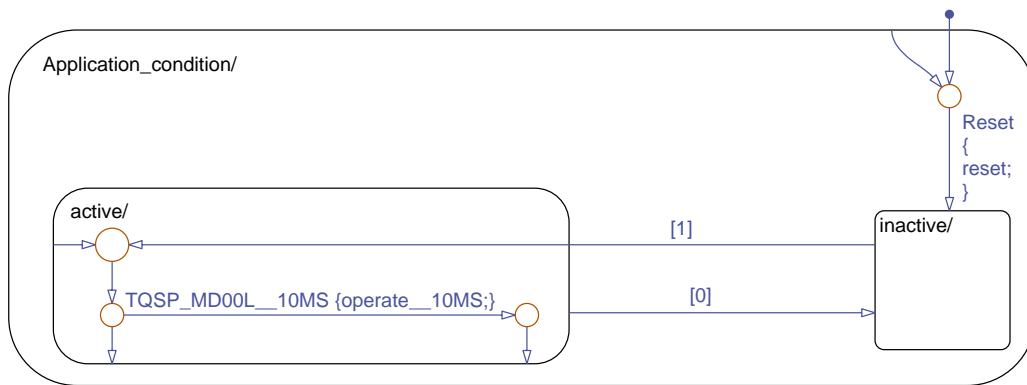 Application_condition/
Reset
{
reset;
}
active/
inactive/
[1]
TQSP_MD00L__10MS {operate__10MS;}
[0]